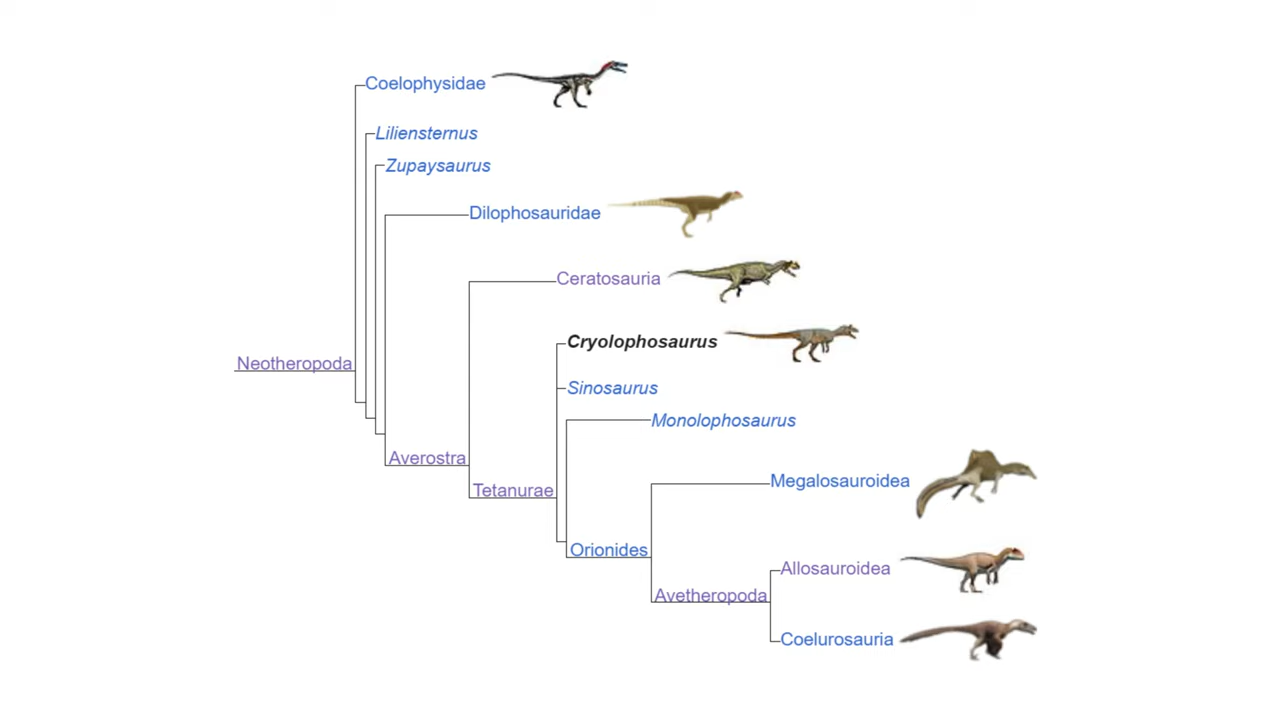 Coelophysidae
Liliensternus
Zupaysaurus
Dilophosauridae
Ceratosauria
Cryolophosaurus
Neotheropoda
Sinosaurus
Monolophosaurus
Averostra
Megalosauroidea
Tetanurae
Orionides
Allosauroidea
Avetheropoda
Coelurosauria